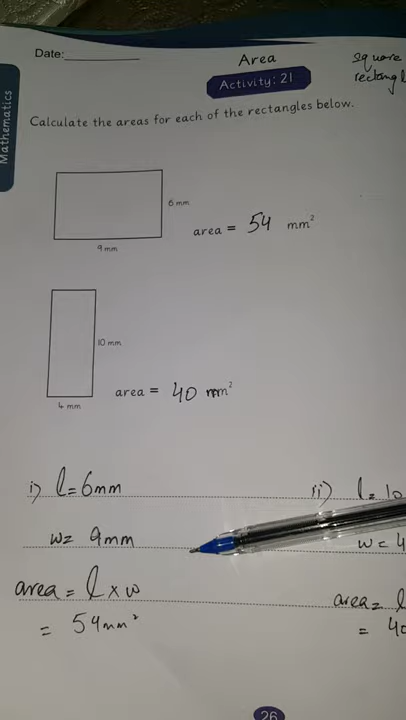 Date:
Area
square
Activity: 21
Mathematics
Calculate the areas for each of the rectangles below.
6 mm
area = 54 mm²
9 mm
10 mm
area = 40 mm²
4 mm
i) l = 6mm
ii) l = 10
w = 9mm
w = 4
area = l × w
area = l
= 54mm²
= 40
26